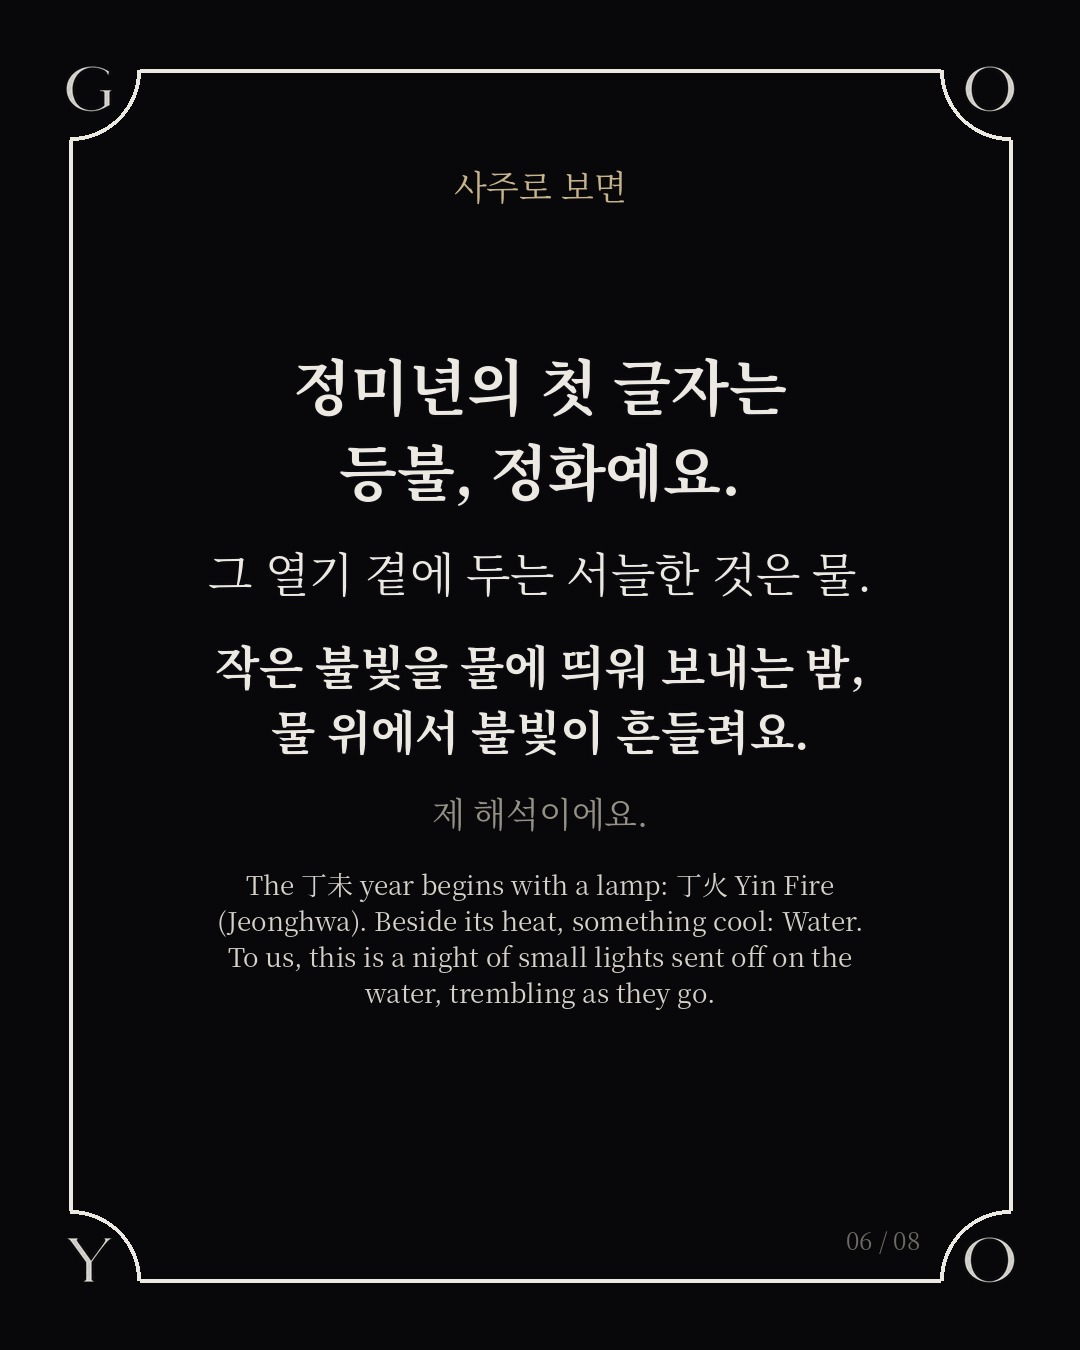 G O
사주로 보면
정미년의 첫 글자는
등불, 정화예요.
그 열기 곁에 두는 서늘한 것은 물.
작은 불빛을 물에 띄워 보내는 밤,
물 위에서 불빛이 흔들려요.
제 해석이에요.
The 丁未 year begins with a lamp: 丁火 Yin Fire
(Jeonghwa). Beside its heat, something cool: Water.
To us, this is a night of small lights sent off on the
water, trembling as they go.
06 / 08
Y O